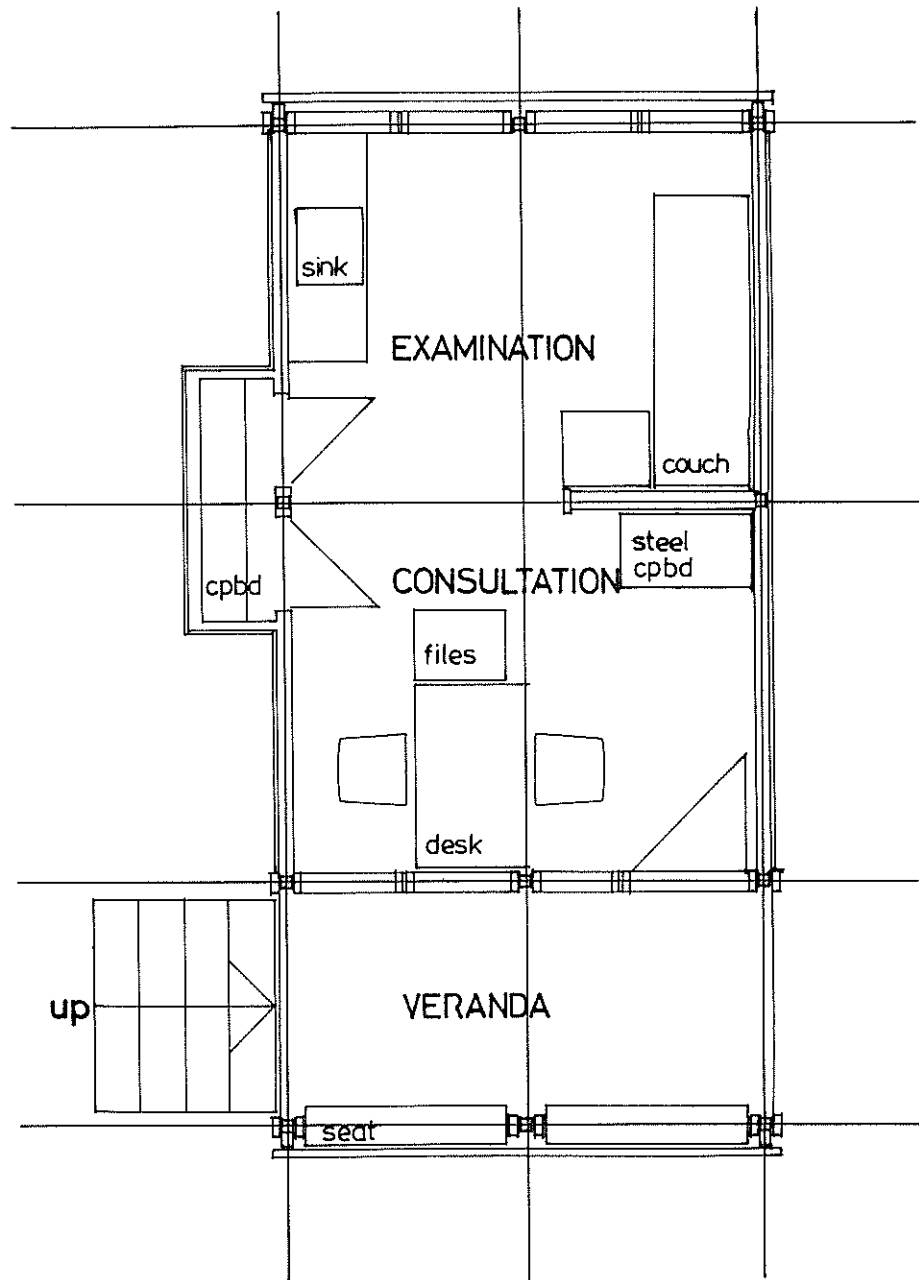 sink
EXAMINATION
couch
steel
cpbd
cpbd
CONSULTATION
files
desk
up
VERANDA
seat